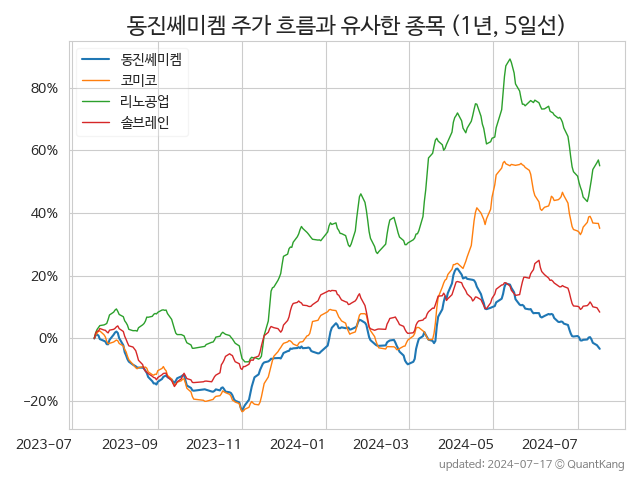 동진쎄미켐 주가 흐름과 유사한 종목 (1년, 5일선)
동진쎄미켐
코미코
리노공업
솔브레인
80%
60%
40%
20%
0%
−20%
2023-07 2023-09 2023-11 2024-01 2024-03 2024-05 2024-07
updated: 2024-07-17 © QuantKang